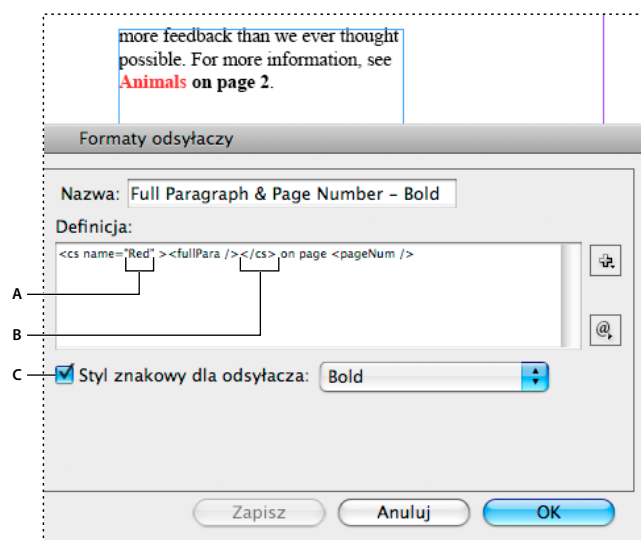 more feedback than we ever thought
possible. For more information, see
Animals on page 2.
Formaty odsyłaczy
Nazwa: Full Paragraph & Page Number – Bold
Definicja:
<cs name="Red" ><fullPara /></cs> on page <pageNum />
A
B
@
C Styl znakowy dla odsyłacza: Bold
Zapisz Anuluj OK